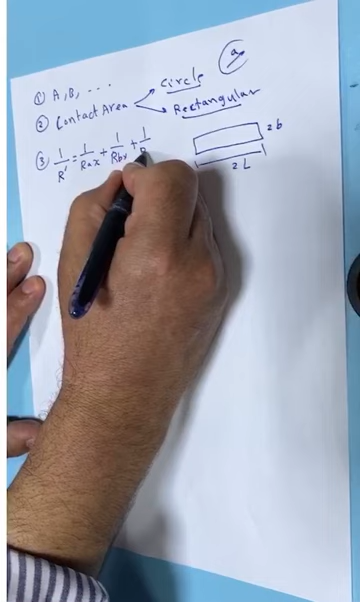 ① A, B, ...
a
② Contact Area
Circle
Rectangular
2b
2L
③ 1/R' = 1/Rax + 1/Rbx + 1/R